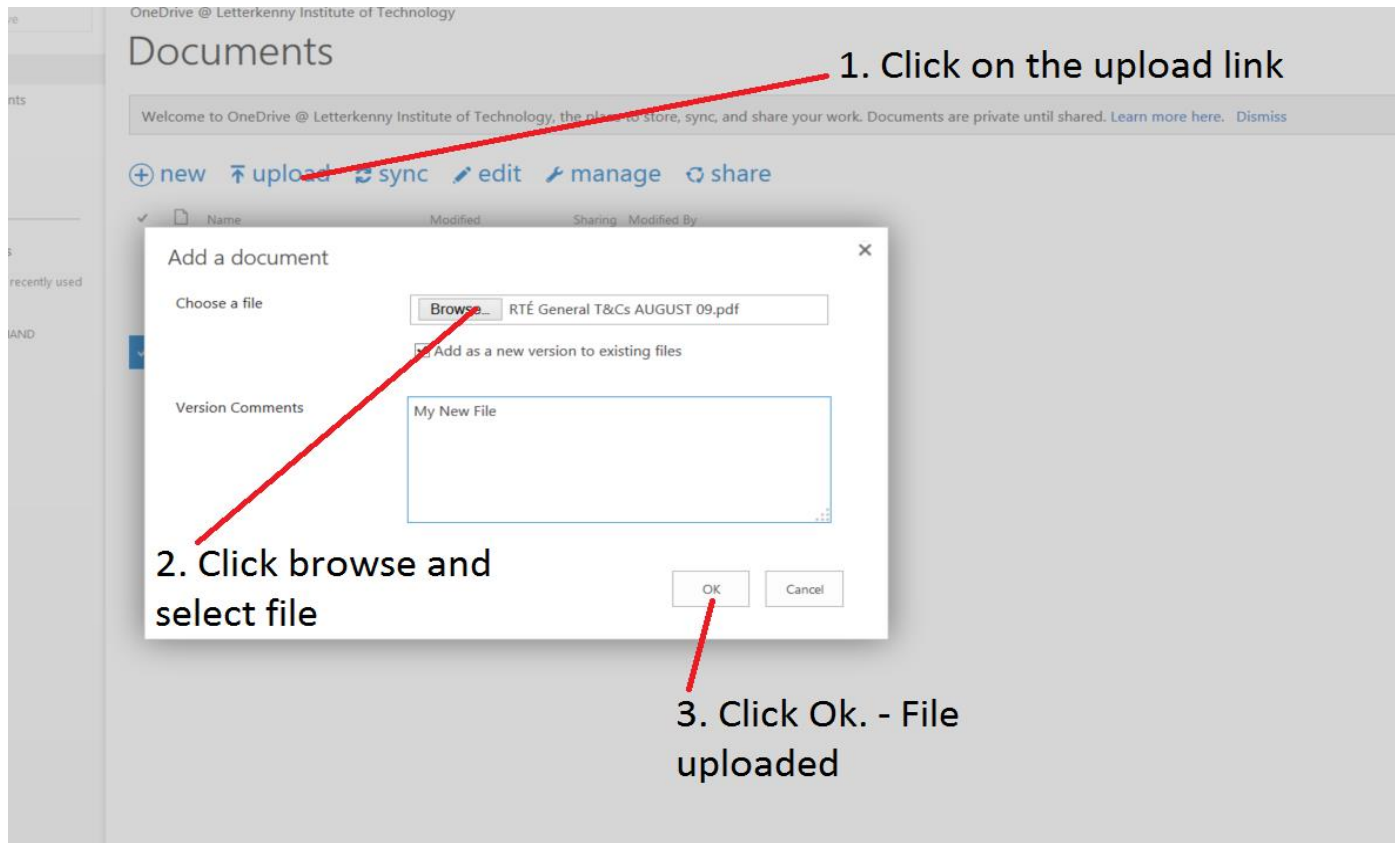 ve
OneDrive @ Letterkenny Institute of Technology
Documents
1. Click on the upload link
nts
Welcome to OneDrive @ Letterkenny Institute of Technology, the place to store, sync, and share your work. Documents are private until shared. Learn more here. Dismiss
new upload sync edit manage share
Name Modified Sharing Modified By
s
recently used
Add a document
Choose a file
Browse... RTÉ General T&Cs AUGUST 09.pdf
Add as a new version to existing files
Version Comments
My New File
2. Click browse and
select file
OK Cancel
3. Click Ok. - File
uploaded